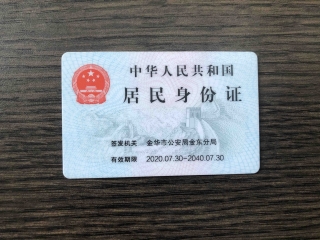 中华人民共和国
居民身份证
签发机关 金华市公安局金东分局
有效期限 2020.07.30-2040.07.30